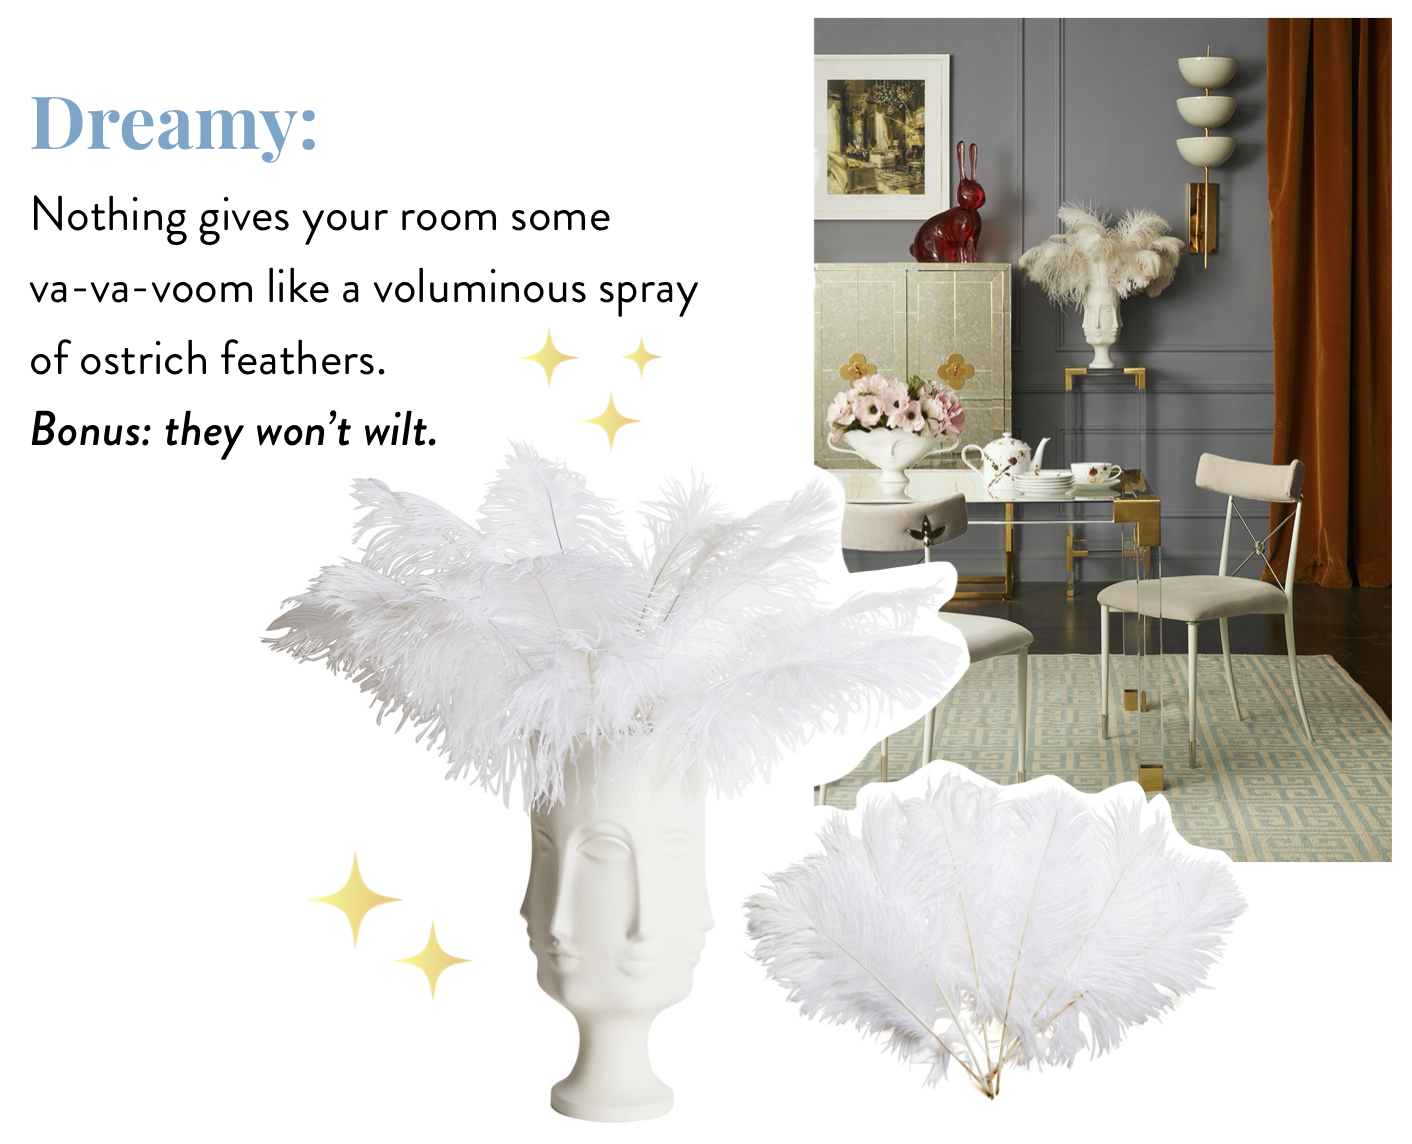 Dreamy:
Nothing gives your room some
va-va-voom like a voluminous spray
of ostrich feathers.
Bonus: they won’t wilt.